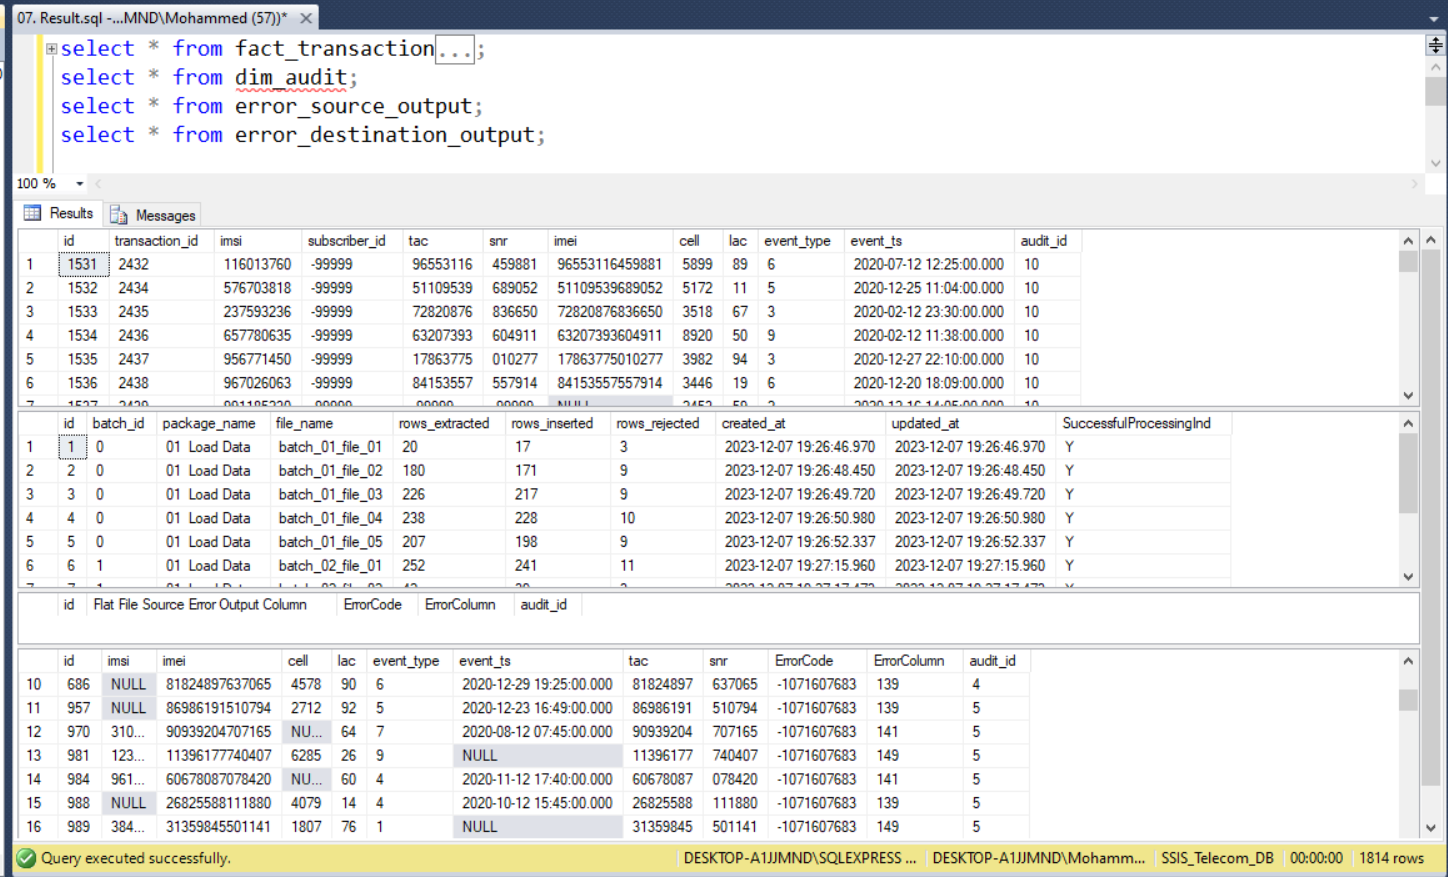 07. Result.sql -...MND\Mohammed (57))* ✕
select * from fact_transaction...;
select * from dim_audit;
select * from error_source_output;
select * from error_destination_output;
100 %
Results Messages
id transaction_id imsi subscriber_id tac snr imei cell lac event_type event_ts audit_id
1 1531 2432 116013760 -99999 96553116 459881 96553116459881 5899 89 6 2020-07-12 12:25:00.000 10
2 1532 2434 576703818 -99999 51109539 689052 51109539689052 5172 11 5 2020-12-25 11:04:00.000 10
3 1533 2435 237593236 -99999 72820876 836650 72820876836650 3518 67 3 2020-02-12 23:30:00.000 10
4 1534 2436 657780635 -99999 63207393 604911 63207393604911 8920 50 9 2020-02-12 11:38:00.000 10
5 1535 2437 956771450 -99999 17863775 010277 17863775010277 3982 94 3 2020-12-27 22:10:00.000 10
6 1536 2438 967026063 -99999 84153557 557914 84153557557914 3446 19 6 2020-12-20 18:09:00.000 10
id batch_id package_name file_name rows_extracted rows_inserted rows_rejected created_at updated_at SuccessfulProcessingInd
1 1 0 01 Load Data batch_01_file_01 20 17 3 2023-12-07 19:26:46.970 2023-12-07 19:26:46.970 Y
2 2 0 01 Load Data batch_01_file_02 180 171 9 2023-12-07 19:26:48.450 2023-12-07 19:26:48.450 Y
3 3 0 01 Load Data batch_01_file_03 226 217 9 2023-12-07 19:26:49.720 2023-12-07 19:26:49.720 Y
4 4 0 01 Load Data batch_01_file_04 238 228 10 2023-12-07 19:26:50.980 2023-12-07 19:26:50.980 Y
5 5 0 01 Load Data batch_01_file_05 207 198 9 2023-12-07 19:26:52.337 2023-12-07 19:26:52.337 Y
6 6 1 01 Load Data batch_02_file_01 252 241 11 2023-12-07 19:27:15.960 2023-12-07 19:27:15.960 Y
id Flat File Source Error Output Column ErrorCode ErrorColumn audit_id
id imsi imei cell lac event_type event_ts tac snr ErrorCode ErrorColumn audit_id
10 686 NULL 81824897637065 4578 90 6 2020-12-29 19:25:00.000 81824897 637065 -1071607683 139 4
11 957 NULL 86986191510794 2712 92 5 2020-12-23 16:49:00.000 86986191 510794 -1071607683 139 5
12 970 310... 90939204707165 NU... 64 7 2020-08-12 07:45:00.000 90939204 707165 -1071607683 141 5
13 981 123... 11396177740407 6285 26 9 NULL 11396177 740407 -1071607683 149 5
14 984 961... 60678087078420 NU... 60 4 2020-11-12 17:40:00.000 60678087 078420 -1071607683 141 5
15 988 NULL 26825588111880 4079 14 4 2020-10-12 15:45:00.000 26825588 111880 -1071607683 139 5
16 989 384... 31359845501141 1807 76 1 NULL 31359845 501141 -1071607683 149 5
Query executed successfully. DESKTOP-A1JJMND\SQLEXPRESS ... DESKTOP-A1JJMND\Mohamm... SSIS_Telecom_DB 00:00:00 1814 rows